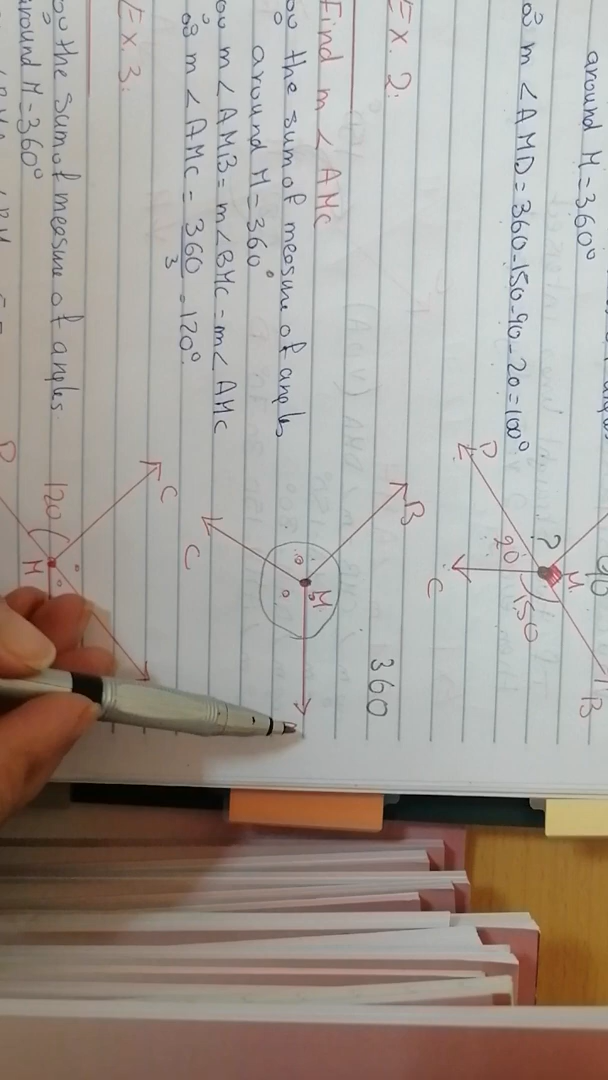 around M = 360°
∴ m < AMD = 360-150-90-20 = 100°
D
?
20
C
M
150
B
Ex. 2:
Find m < AMC
∵ the sum of measure of angles
around M = 360°
∵ m < AMB = m < BMC = m < AMC
∴ m < AMC = 360/3 = 120°.
360
B
M
C
Ex 3:
∵ the sum of measure of angles.
around M = 360°
C
120
M
D